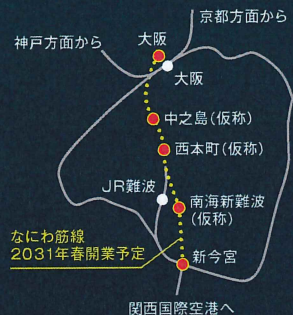 京都方面から
神戸方面から
大阪
大阪
中之島(仮称)
西本町(仮称)
JR難波
南海新難波
(仮称)
なにわ筋線
2031年春開業予定
新今宮
関西国際空港へ